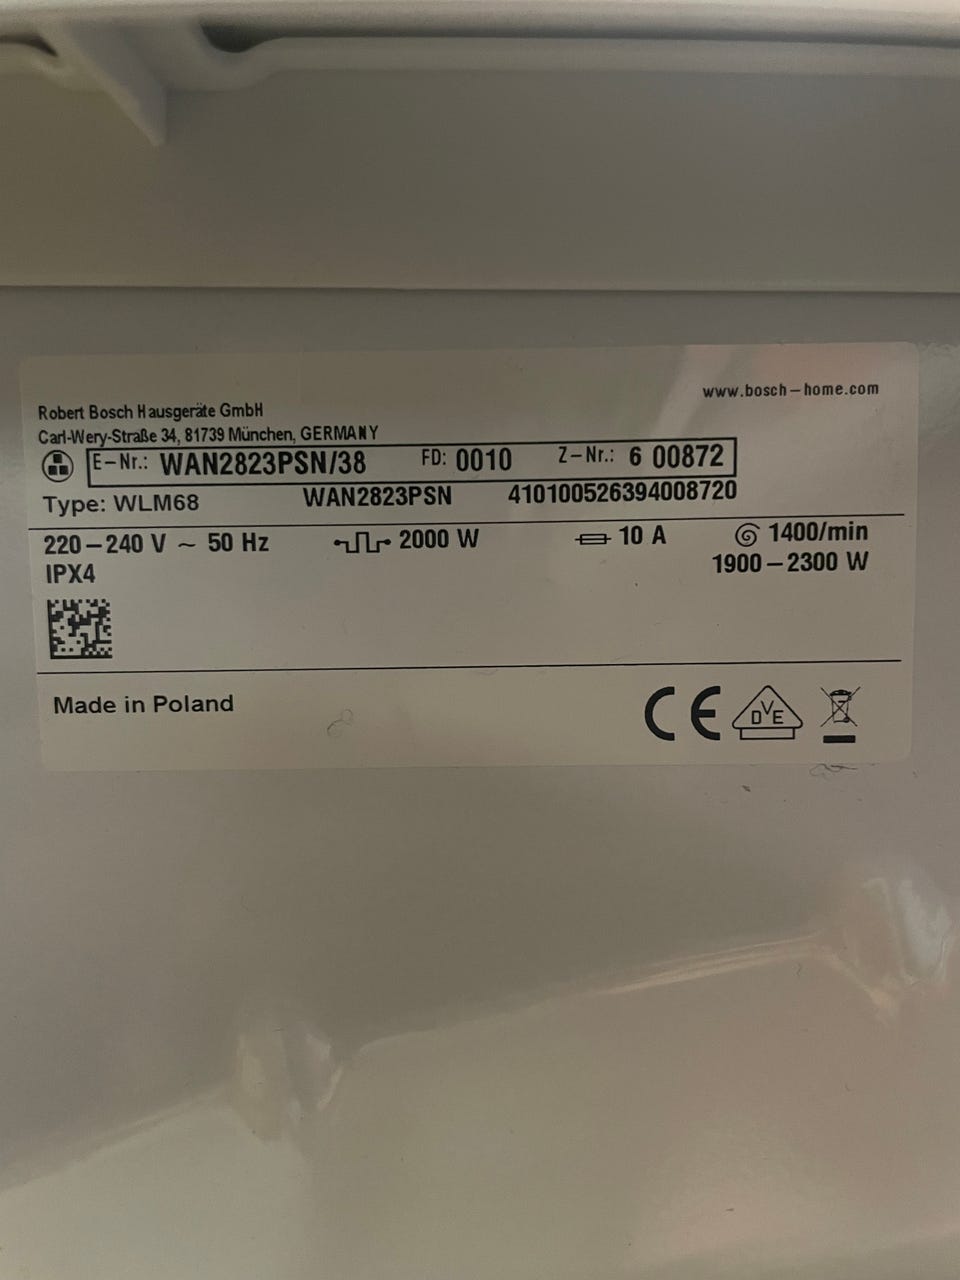 www.bosch-home.com
Robert Bosch Hausgeräte GmbH
Carl-Wery-Straße 34, 81739 München, GERMANY
E-Nr.: WAN2823PSN/38 FD: 0010 Z-Nr.: 6 00872
Type: WLM68 WAN2823PSN 410100526394008720
220-240 V ~ 50 Hz 2000 W 10 A 1400/min
IPX4 1900-2300 W
Made in Poland CE DVE